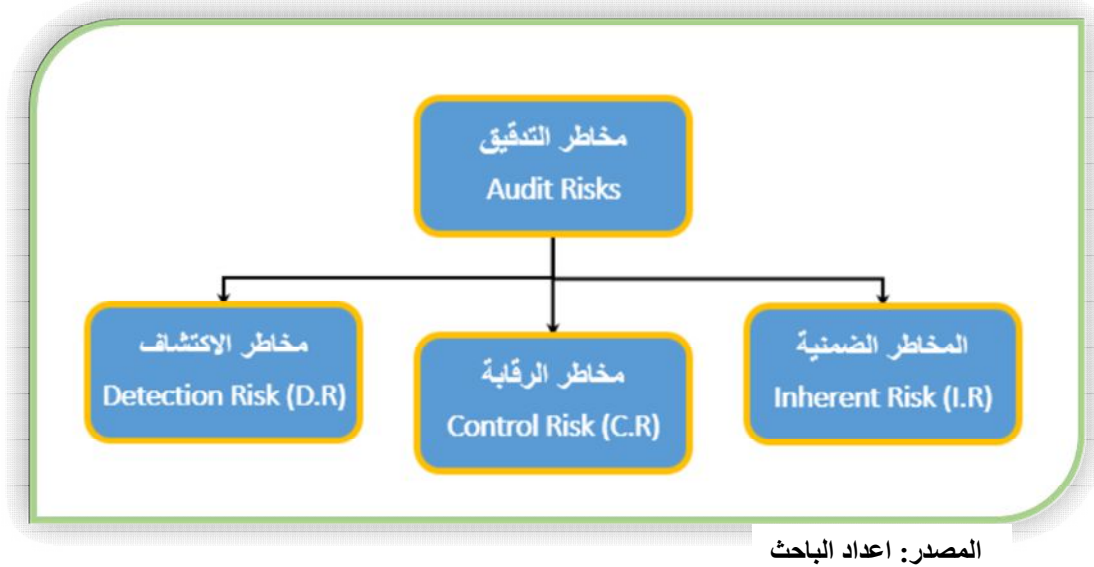 مخاطر التدقيق
Audit Risks
المخاطر الضمنية
Inherent Risk (I.R)
مخاطر الرقابة
Control Risk (C.R)
مخاطر الاكتشاف
Detection Risk (D.R)
المصدر: اعداد الباحث